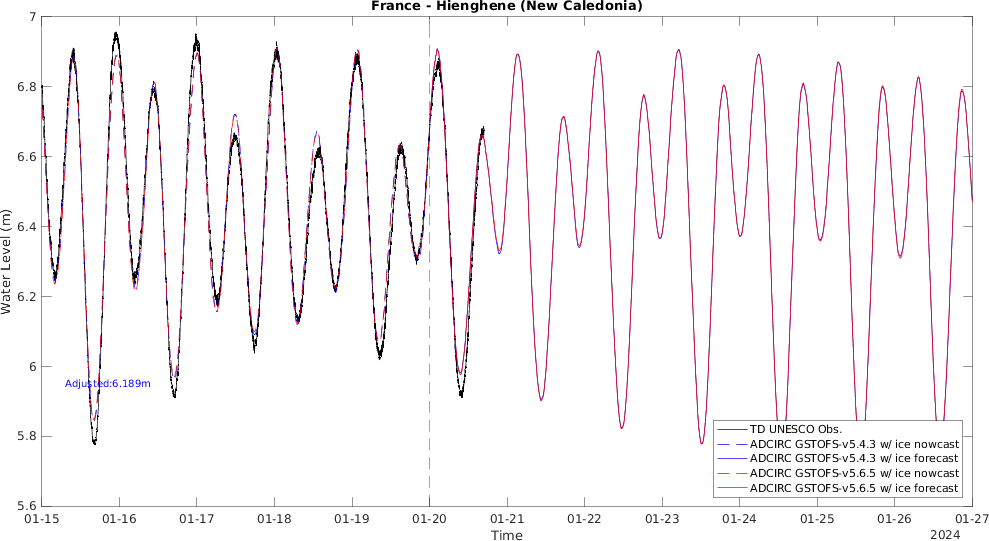 France - Hienghene (New Caledonia)
7
6.8
6.6
6.4
6.2
6
5.8
5.6
Water Level (m)
Adjusted:6.189m
TD UNESCO Obs.
ADCIRC GSTOFS-v5.4.3 w/ ice nowcast
ADCIRC GSTOFS-v5.4.3 w/ ice forecast
ADCIRC GSTOFS-v5.6.5 w/ ice nowcast
ADCIRC GSTOFS-v5.6.5 w/ ice forecast
01-15 01-16 01-17 01-18 01-19 01-20 01-21 01-22 01-23 01-24 01-25 01-26 01-27
Time
2024